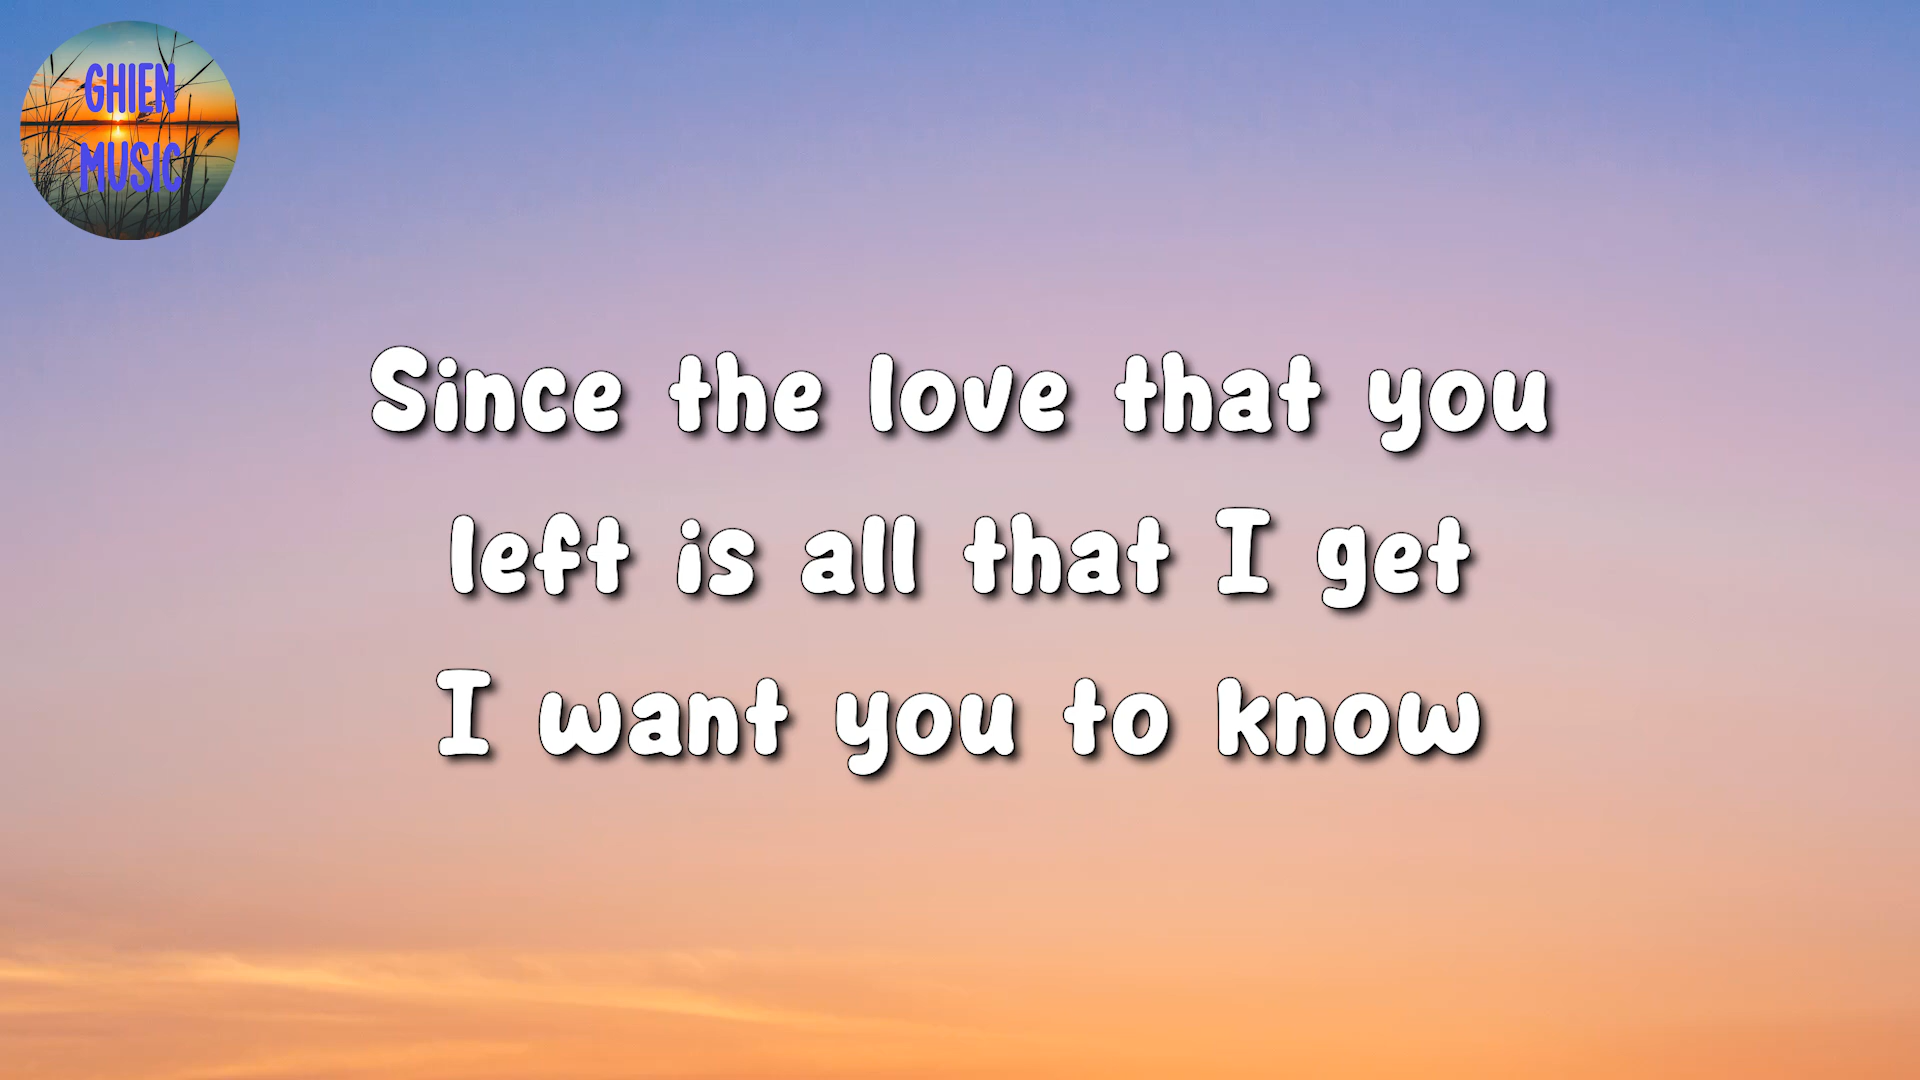 GHIEN
MUSIC
Since the love that you
left is all that I get
I want you to know